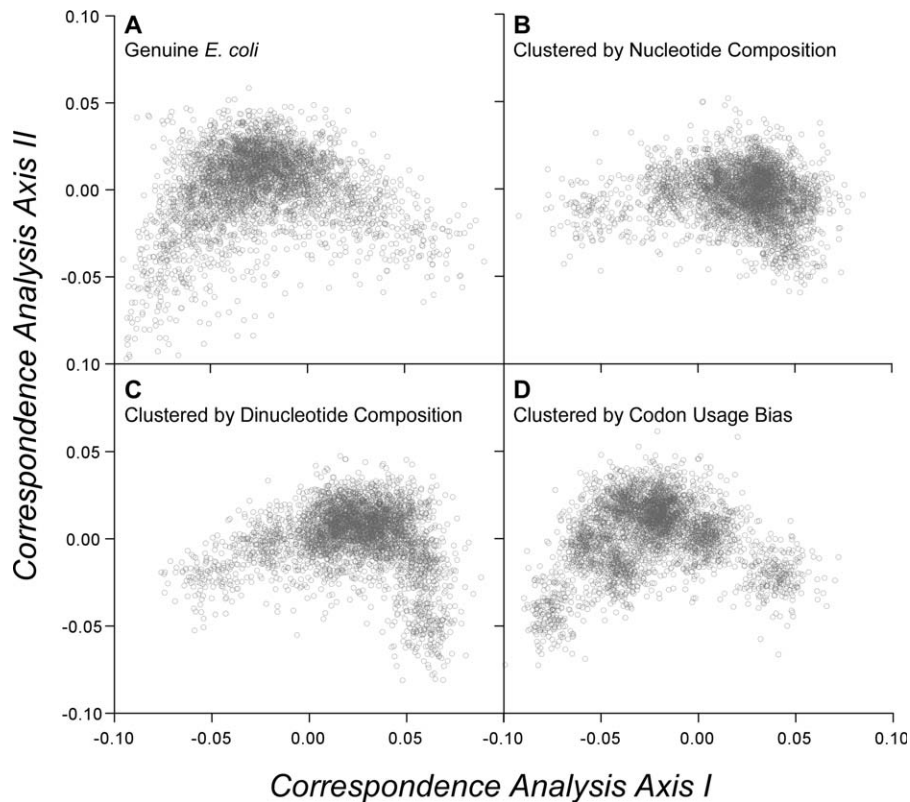 A
Genuine E. coli
B
Clustered by Nucleotide Composition
0.10
0.05
0.00
-0.05
0.10
C
Clustered by Dinucleotide Composition
D
Clustered by Codon Usage Bias
0.05
0.00
-0.05
-0.10
-0.10
-0.05
0.00
0.05
-0.10
-0.05
0.00
0.05
0.10
Correspondence Analysis Axis II
Correspondence Analysis Axis I